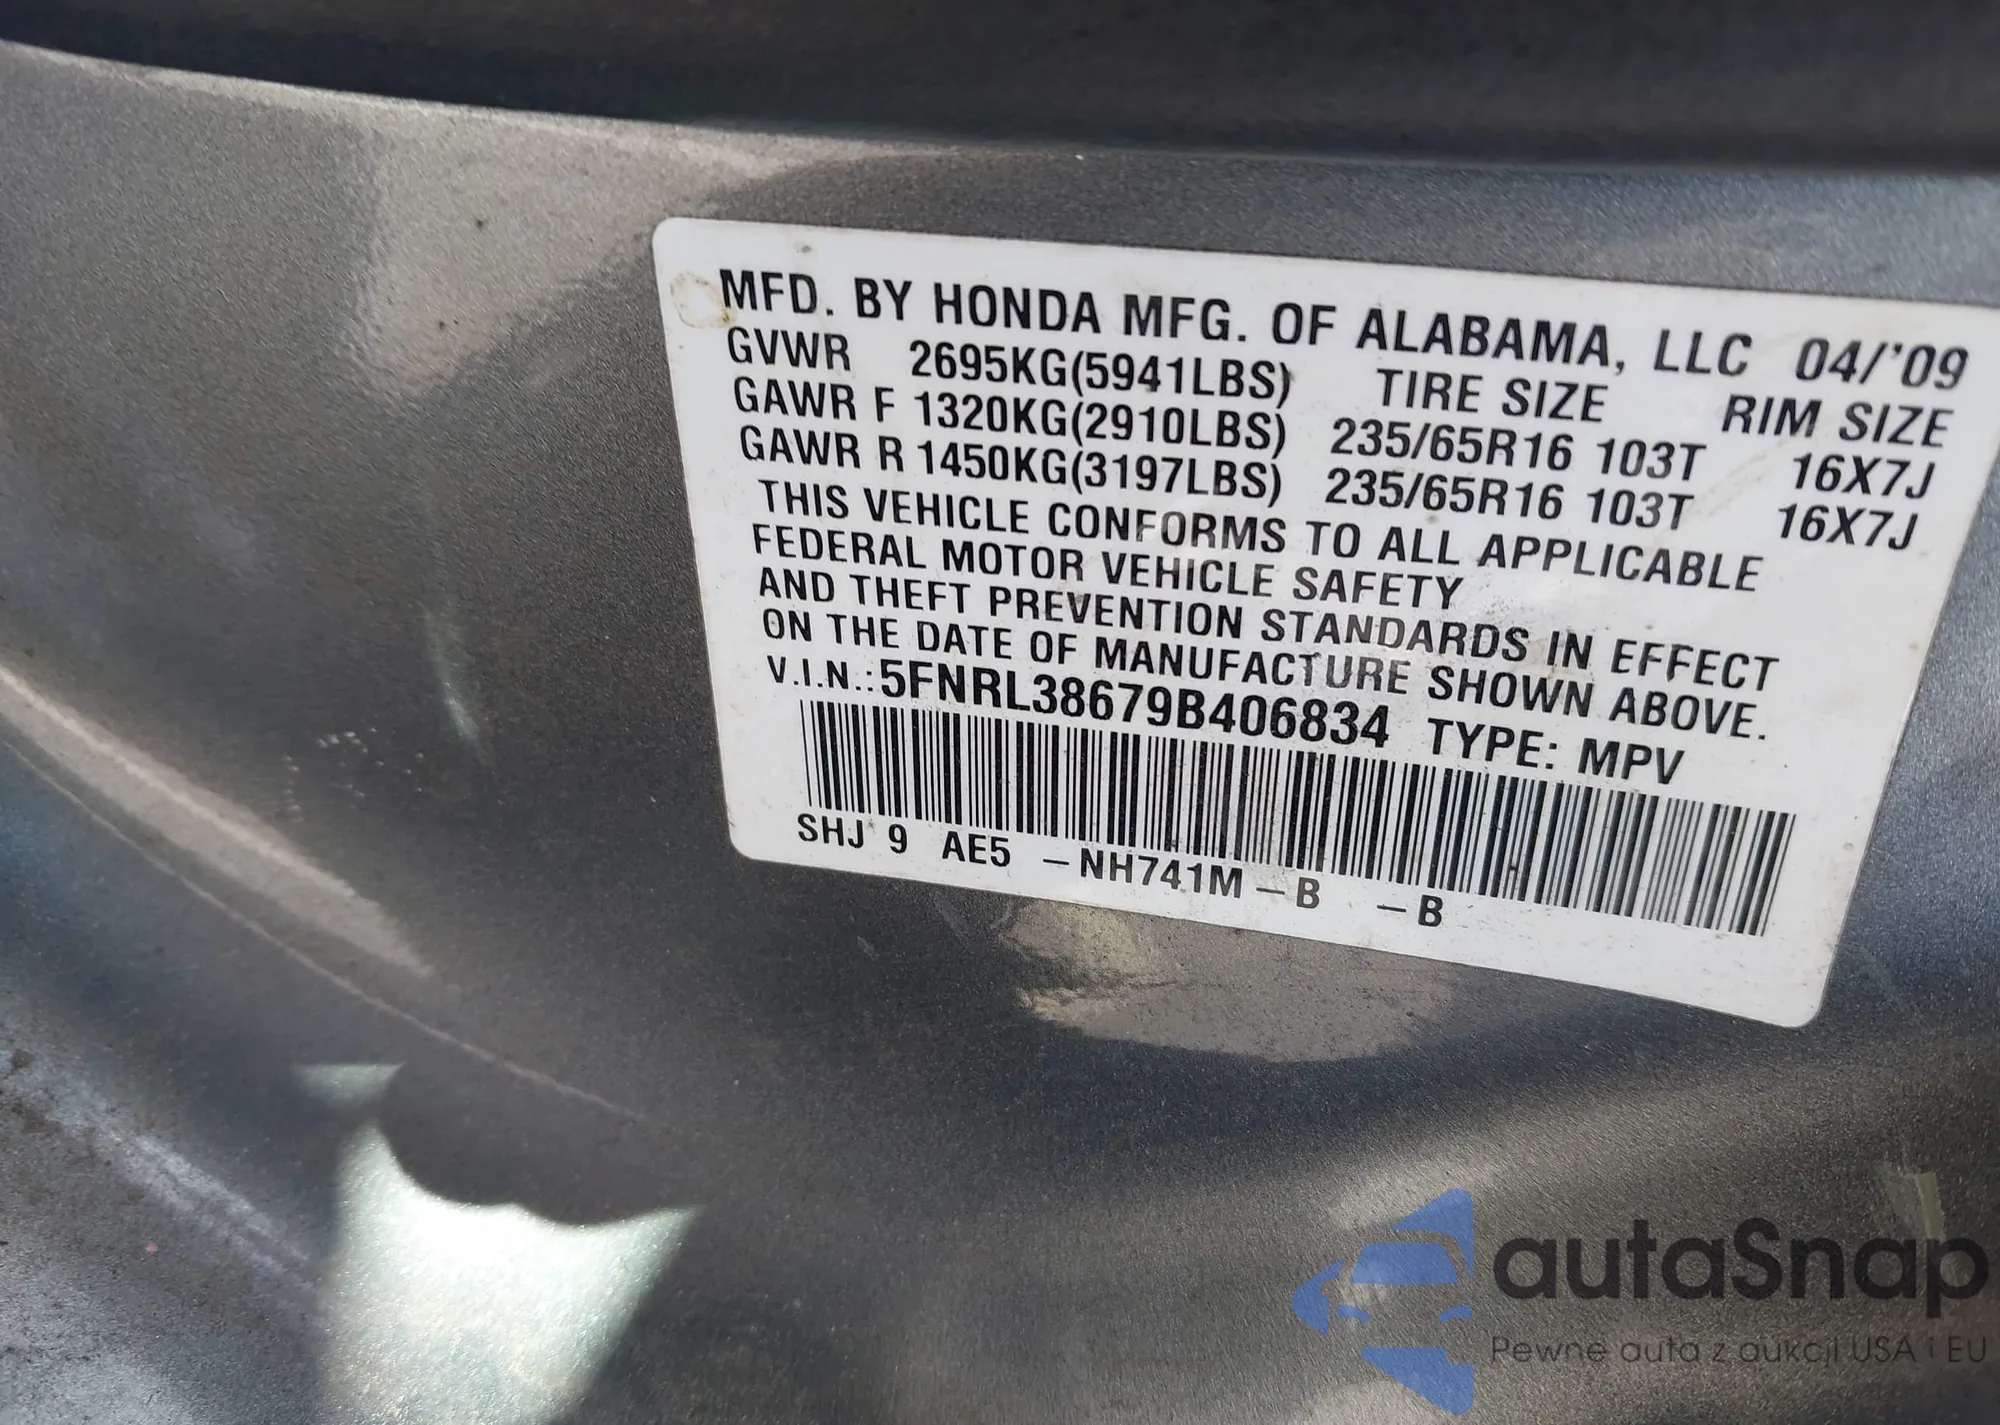 MFD. BY HONDA MFG. OF ALABAMA, LLC 04/'09
GVWR 2695KG(5941LBS) TIRE SIZE RIM SIZE
GAWR F 1320KG(2910LBS) 235/65R16 103T 16X7J
GAWR R 1450KG(3197LBS) 235/65R16 103T 16X7J
THIS VEHICLE CONFORMS TO ALL APPLICABLE
FEDERAL MOTOR VEHICLE SAFETY
AND THEFT PREVENTION STANDARDS IN EFFECT
ON THE DATE OF MANUFACTURE SHOWN ABOVE.
V.I.N.: 5FNRL38679B406834 TYPE: MPV
SHJ 9 AE5 -NH741M-B -B
autaSnap
Pewne auta z aukcji USA i EU